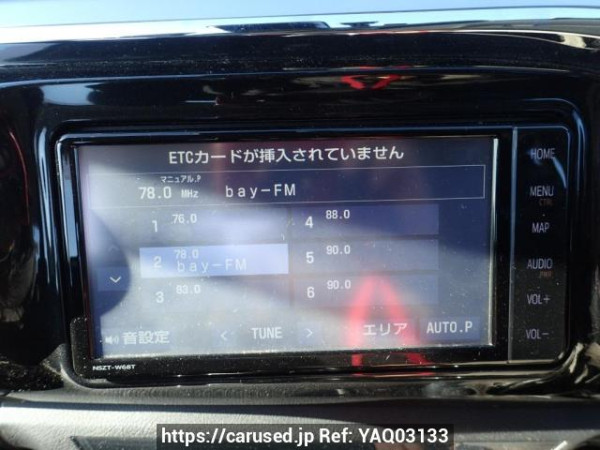 ETCカードが挿入されていません
マニュアル.P
78.0 MHz bay-FM
1 76.0
2 78.0 bay-FM
3 83.0
4 88.0
5 90.0
6 90.0
音設定 < TUNE > エリア AUTO.P
HOME
MENU
CTRL
MAP
AUDIO
PWR
VOL+
VOL-
NSZT-W68T
https://carused.jp Ref: YAQ03133